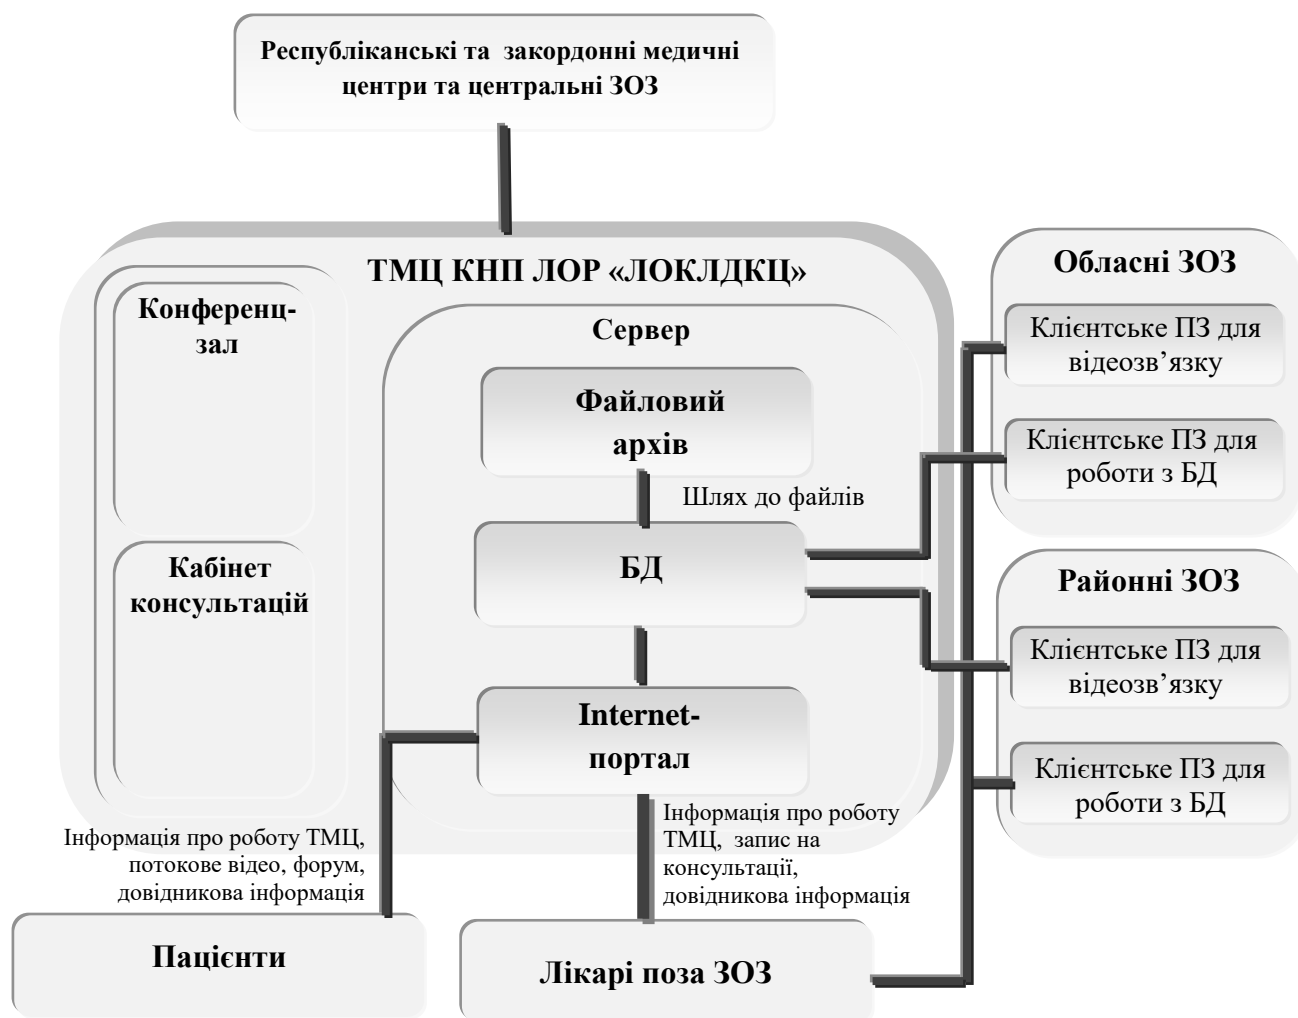 Республіканські та закордонні медичні
центри та центральні ЗОЗ
ТМЦ КНП ЛОР «ЛОКЛДКЦ»
Конференц-
зал
Кабінет
консультацій
Сервер
Файловий
архів
Шлях до файлів
БД
Internet-
портал
Обласні ЗОЗ
Клієнтське ПЗ для
відеозв’язку
Клієнтське ПЗ для
роботи з БД
Районні ЗОЗ
Клієнтське ПЗ для
відеозв’язку
Клієнтське ПЗ для
роботи з БД
Інформація про роботу ТМЦ,
потокове відео, форум,
довідникова інформація
Інформація про роботу
ТМЦ, запис на
консультації,
довідникова інформація
Пацієнти
Лікарі поза ЗОЗ